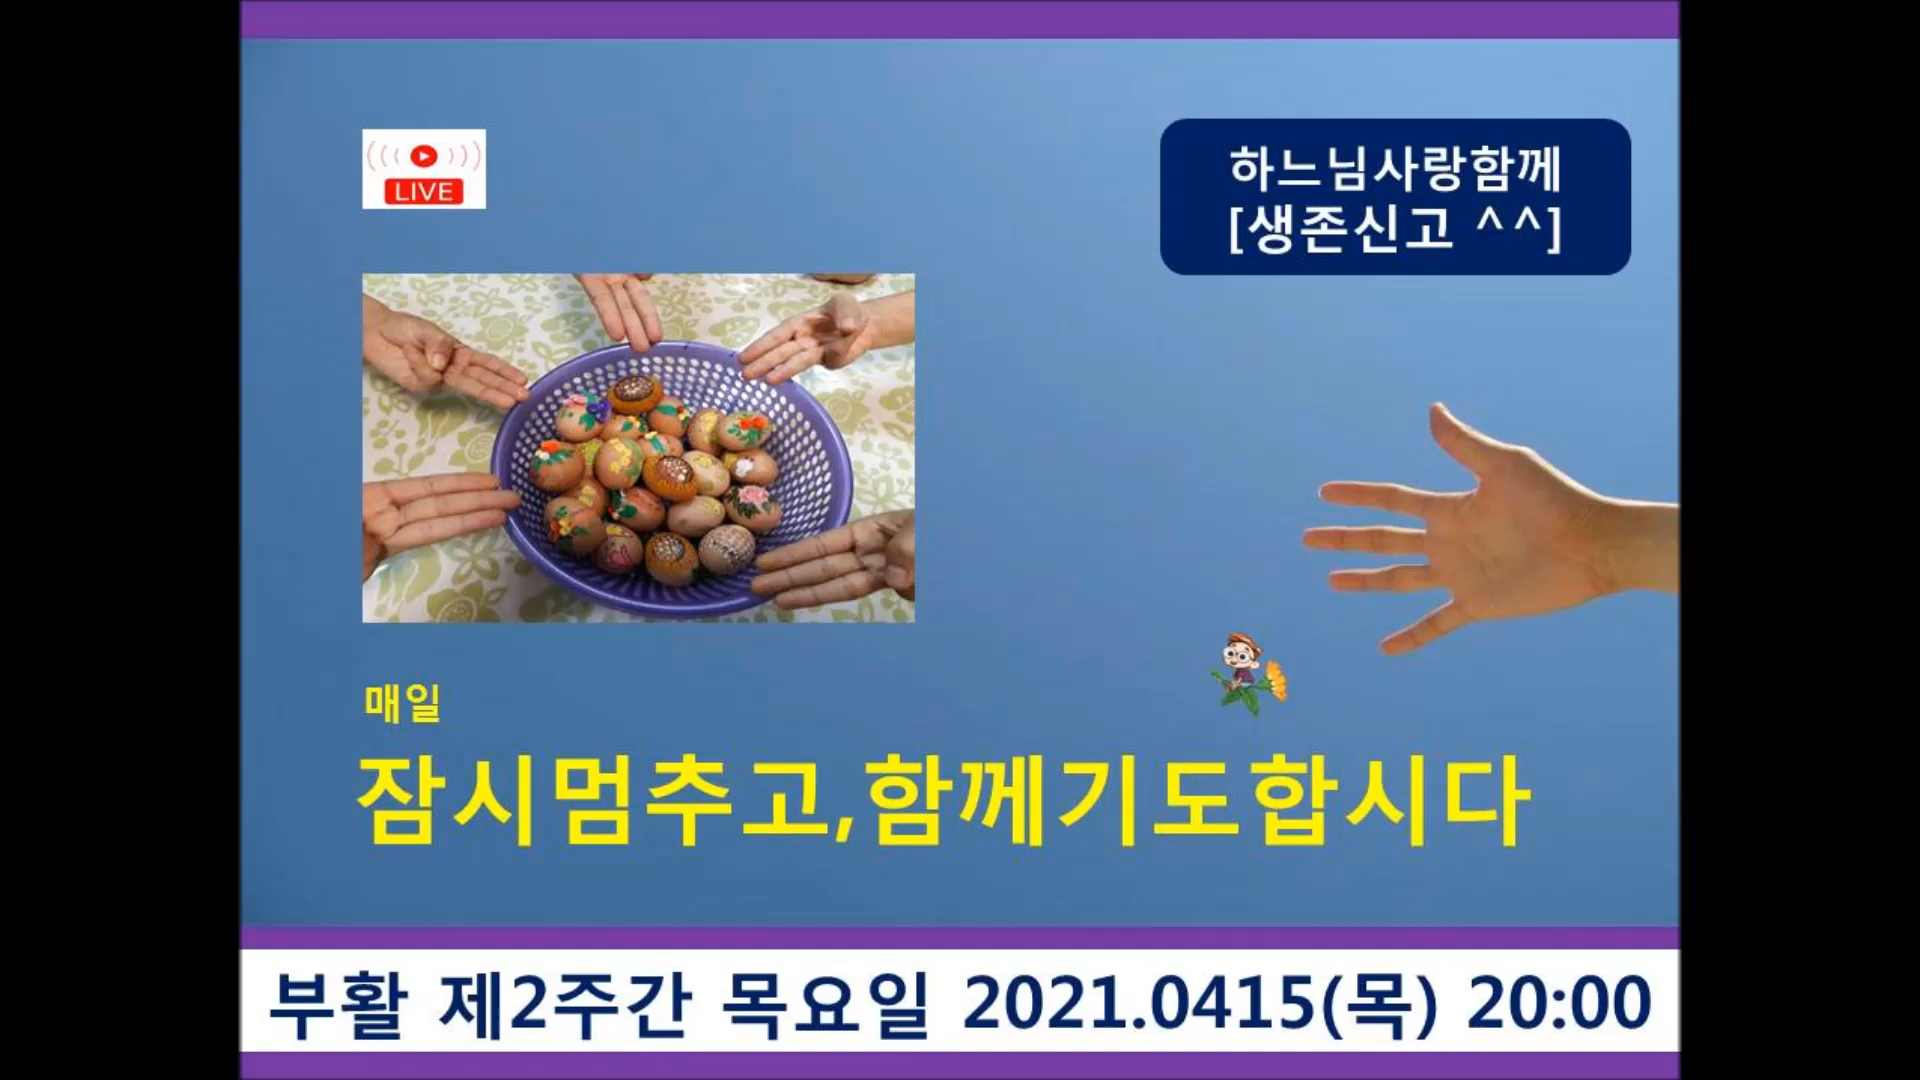 LIVE
하느님사랑함께
[생존신고 ^^]
매일
잠시멈추고,함께기도합시다
부활 제2주간 목요일 2021.0415(목) 20:00